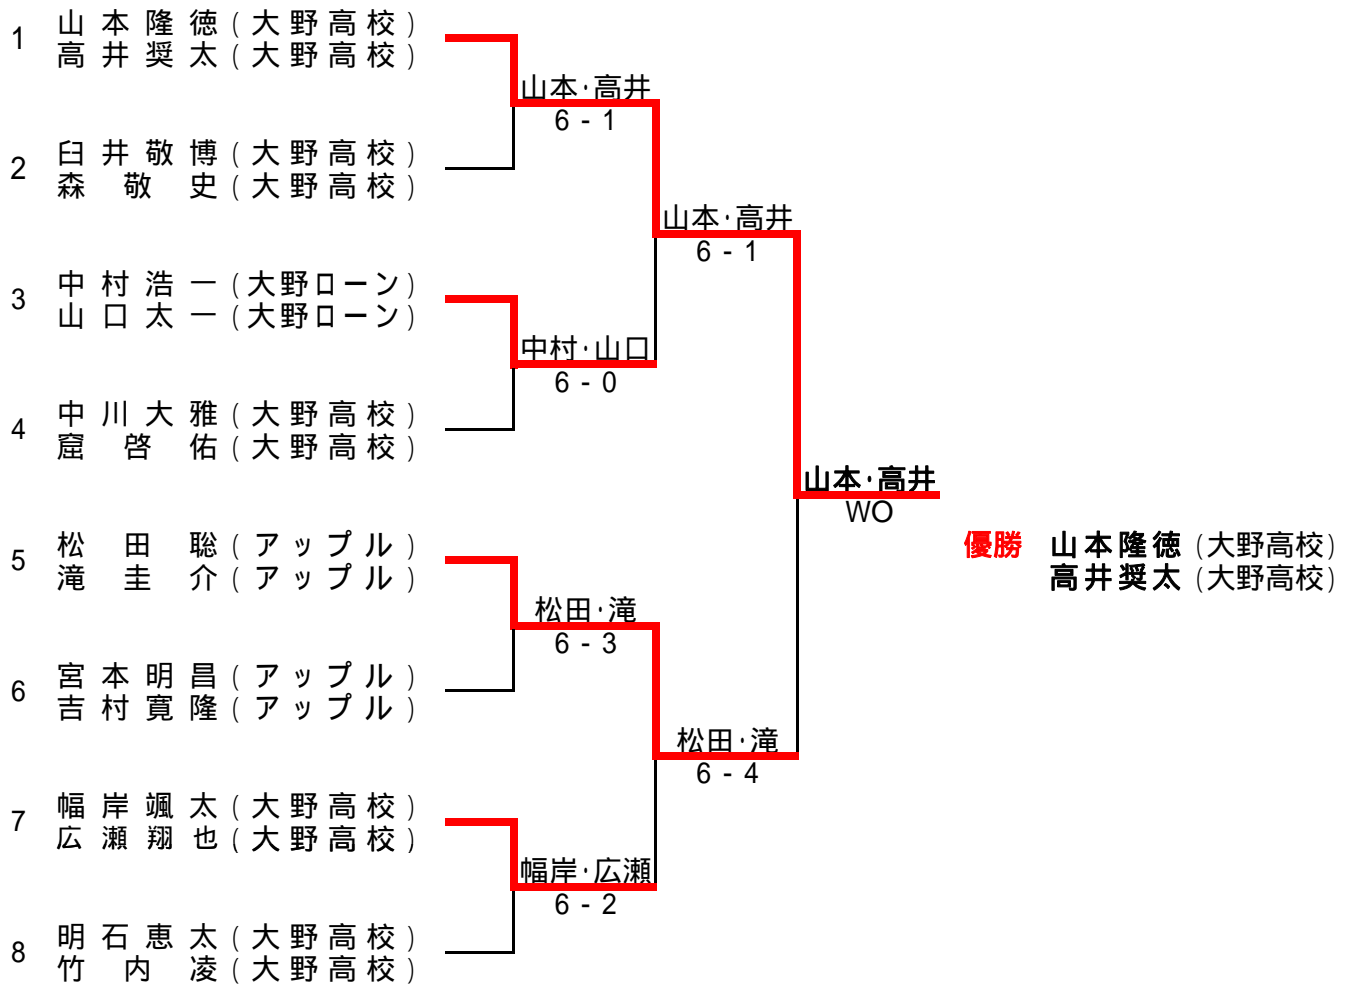 1 山本隆徳(大野高校)
高井奨太(大野高校)
山本・高井
6 - 1
2 臼井敬博(大野高校)
森敬史(大野高校)
山本・高井
6 - 1
3 中村浩一(大野ローン)
山口太一(大野ローン)
中村・山口
6 - 0
4 中川大雅(大野高校)
窟啓佑(大野高校)
山本・高井
WO
優勝 山本隆徳(大野高校)
高井奨太(大野高校)
5 松田聡(アップル)
滝圭介(アップル)
松田・滝
6 - 3
6 宮本明昌(アップル)
吉村寛隆(アップル)
松田・滝
6 - 4
7 幅岸颯太(大野高校)
広瀬翔也(大野高校)
幅岸・広瀬
6 - 2
8 明石恵太(大野高校)
竹内凌(大野高校)